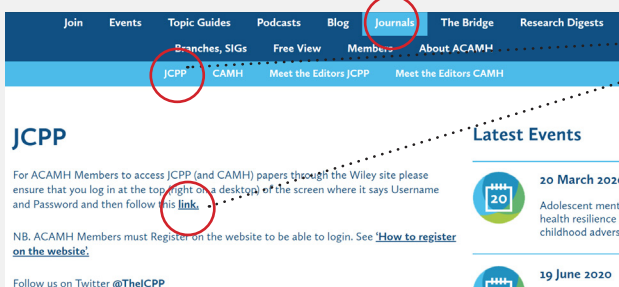 Join Events Topic Guides Podcasts Blog Journals The Bridge Research Digests
Branches, SIGs Free View Members About ACAMH
JCPP CAMH Meet the Editors JCPP Meet the Editors CAMH
JCPP
For ACAMH Members to access JCPP (and CAMH) papers through the Wiley site please
ensure that you log in at the top (right on a desktop) of the screen where it says Username
and Password and then follow this link.
NB. ACAMH Members must Register on the website to be able to login. See 'How to register
on the website'.
Follow us on Twitter @TheJCPP
Latest Events
20
20 March 2020
Adolescent ment
health resilience
childhood advers
19 June 2020